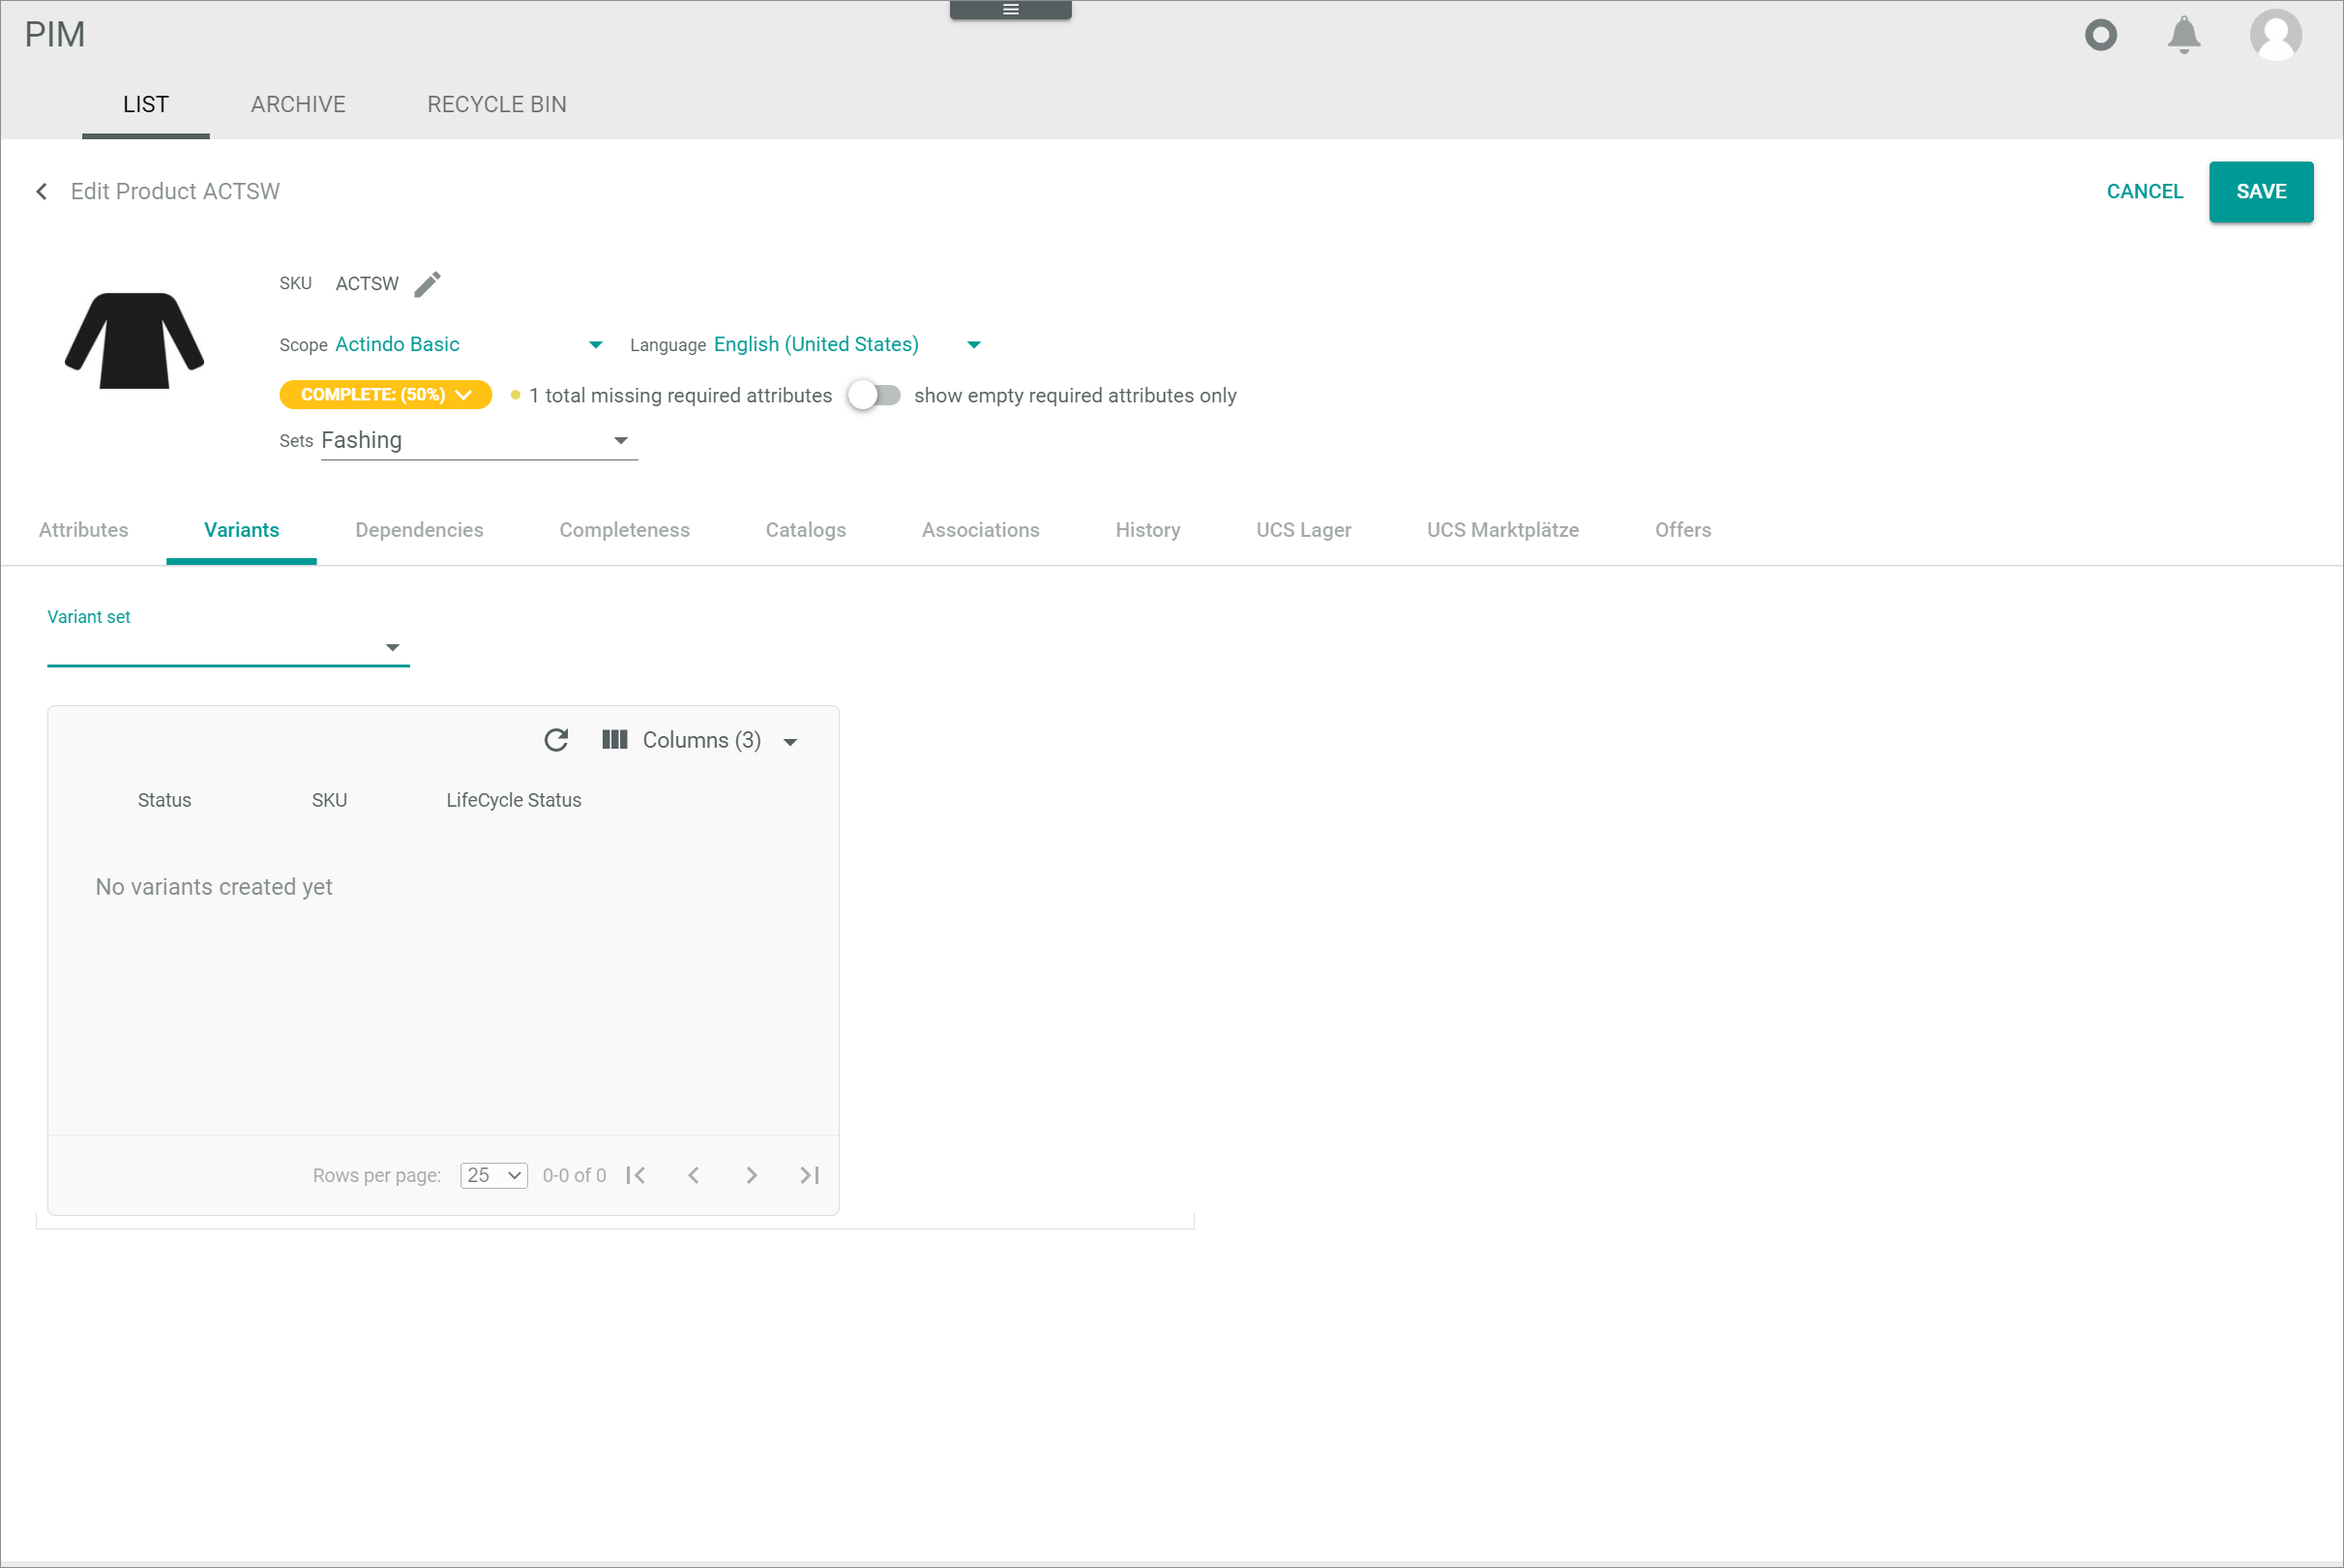 PIM
LIST ARCHIVE RECYCLE BIN
Edit Product ACTSW CANCEL SAVE
SKU ACTSW
Scope Actindo Basic Language English (United States)
COMPLETE: (50%) 1 total missing required attributes show empty required attributes only
Sets Fashing
Attributes Variants Dependencies Completeness Catalogs Associations History UCS Lager UCS Marktplätze Offers
Variant set
Columns (3)
Status SKU LifeCycle Status
No variants created yet
Rows per page: 25 0-0 of 0